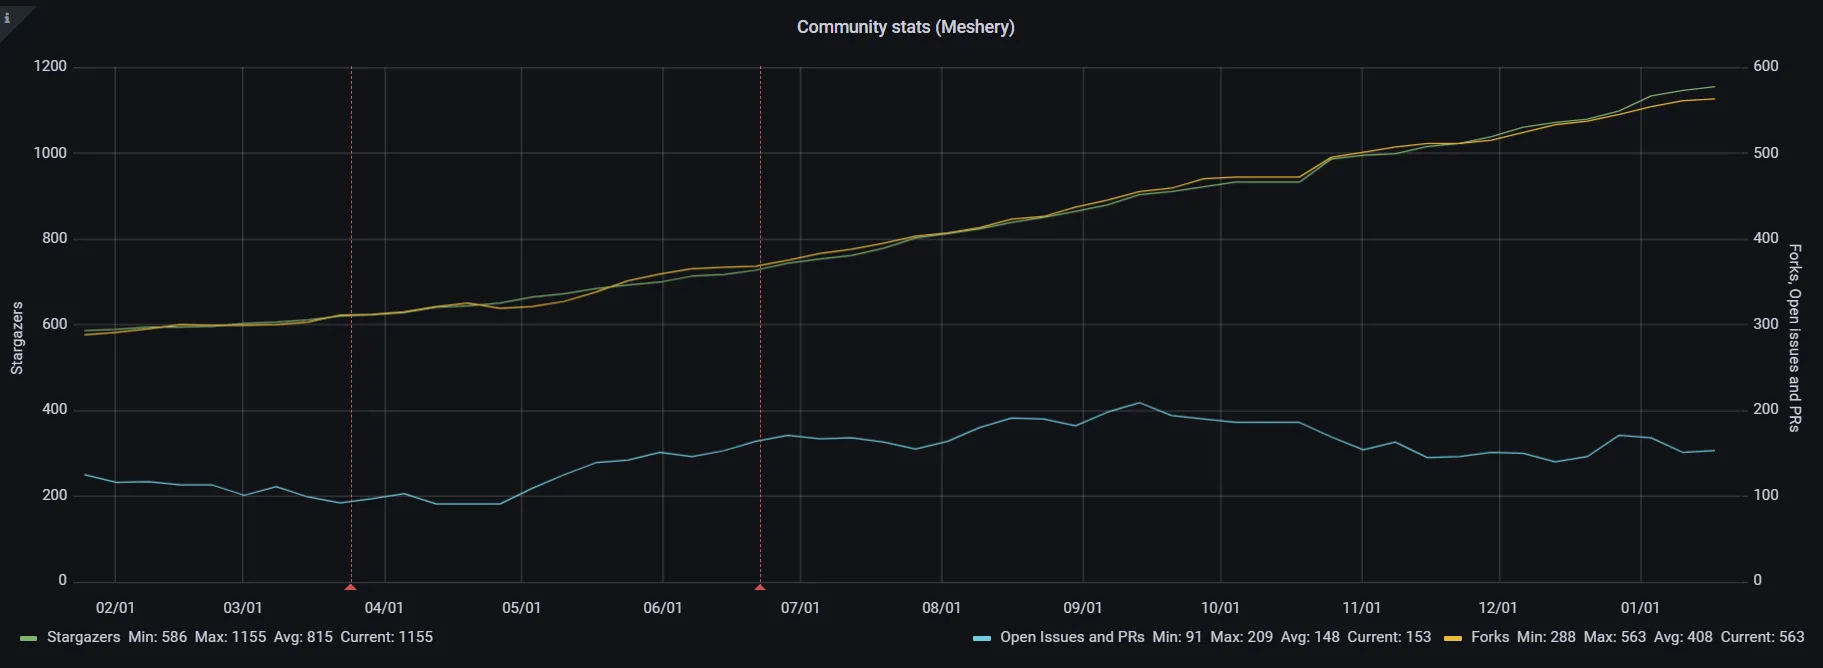 i
Community stats (Meshery)
1200
1000
800
600
400
200
0
Stargazers
600
500
400
300
200
100
0
Forks, Open issues and PRs
02/01 03/01 04/01 05/01 06/01 07/01 08/01 09/01 10/01 11/01 12/01 01/01
Stargazers Min: 586 Max: 1155 Avg: 815 Current: 1155
Open Issues and PRs Min: 91 Max: 209 Avg: 148 Current: 153 Forks Min: 288 Max: 563 Avg: 408 Current: 563